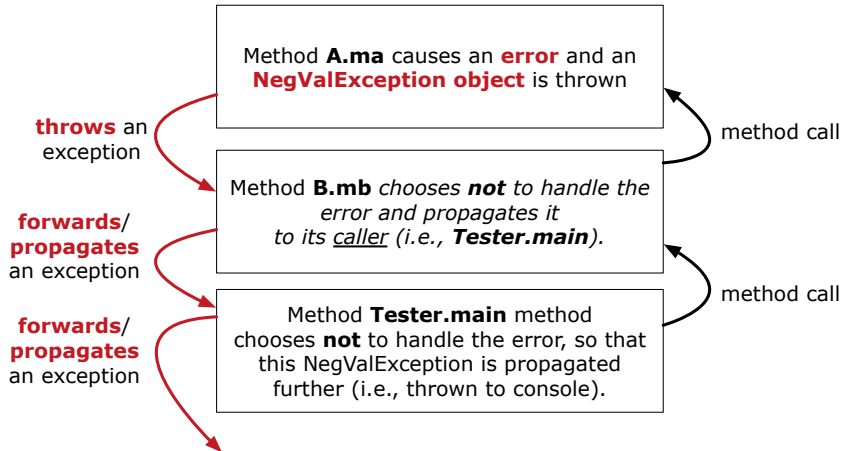 Method A.ma causes an error and an
NegValException object is thrown
throws an
exception
method call
Method B.mb chooses not to handle the
error and propagates it
to its caller (i.e., Tester.main).
forwards/
propagates
an exception
method call
Method Tester.main method
chooses not to handle the error, so that
this NegValException is propagated
further (i.e., thrown to console).
forwards/
propagates
an exception